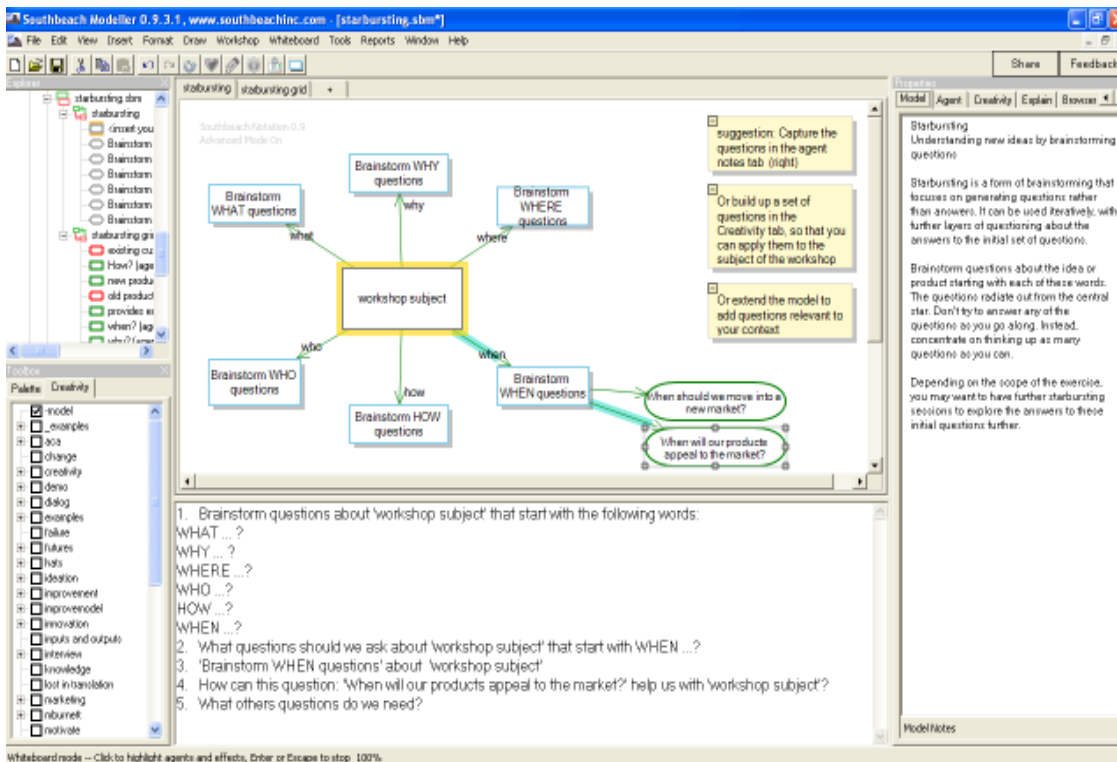 Southbeach Modeller 0.9.3.1, www.southbeachinc.com - [starbursting.sbm*]
File Edit View Insert Format Draw Workshop Whiteboard Tools Reports Window Help
Share Feedback
Explorer
starbursting.sbm
starbursting
<insert you
Brainstorm
Brainstorm
Brainstorm
Brainstorm
Brainstorm
Brainstorm
starbursting gri
existing cu
How? (age
new produ
old product
provides e
when? (ag
why? (agen
Toolbox
Palette Creativity
-model
_examples
aca
change
creativity
demo
dialog
examples
failure
futures
hats
ideation
improvement
improvemodel
innovation
inputs and outputs
interview
knowledge
lost in translation
marketing
mburnett
motivate
starbursting starbursting grid +
Southbeach Notation 0.9
Advanced Mode On
Brainstorm WHY
questions
why
Brainstorm
WHAT questions
what
Brainstorm
WHERE
questions
where
workshop subject
who
Brainstorm WHO
questions
how
Brainstorm HOW
questions
when
Brainstorm
WHEN questions
When should we move into a
new market?
When will our products
appeal to the market?
suggestion: Capture the
questions in the agent
notes tab (right)
Or build up a set of
questions in the
Creativity tab, so that you
can apply them to the
subject of the workshop
Or extend the model to
add questions relevant to
your context
1. Brainstorm questions about 'workshop subject' that start with the following words:
WHAT ... ?
WHY ... ?
WHERE ...?
WHO ...?
HOW ...?
WHEN ...?
2. What questions should we ask about 'workshop subject' that start with WHEN ...?
3. 'Brainstorm WHEN questions' about 'workshop subject'
4. How can this question: 'When will our products appeal to the market?' help us with 'workshop subject'?
5. What others questions do we need?
Properties
Model Agent Creativity Explain Browser
Starbursting
Understanding new ideas by brainstorming
questions
Starbursting is a form of brainstorming that
focuses on generating questions rather
than answers. It can be used iteratively, with
further layers of questioning about the
answers to the initial set of questions.
Brainstorm questions about the idea or
product starting with each of these words.
The questions radiate out from the central
star. Don't try to answer any of the
questions as you go along. Instead,
concentrate on thinking up as many
questions as you can.
Depending on the scope of the exercise,
you may want to have further starbursting
sessions to explore the answers to these
initial questions further.
Model Notes
Whiteboard mode -- Click to highlight agents and effects, Enter or Escape to stop 100%